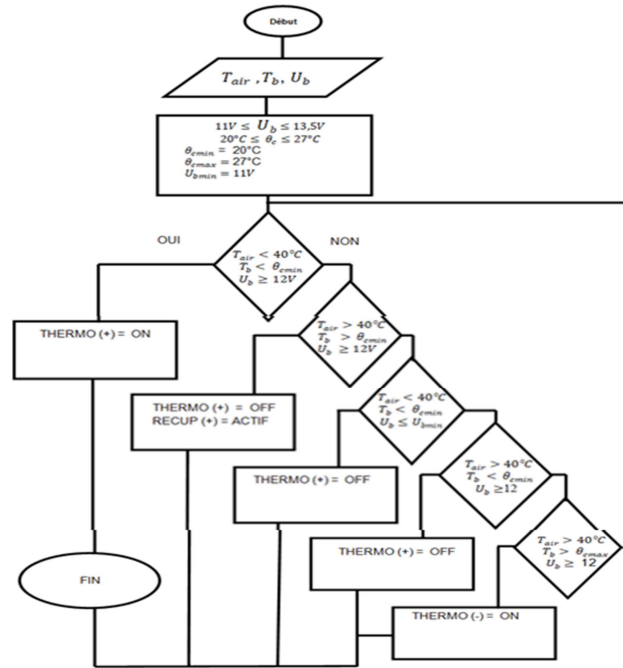 Début
T_air , T_b, U_b
11V ≤ U_b ≤ 13,5V
20°C ≤ θ_c ≤ 27°C
θ_cmin = 20°C
θ_cmax = 27°C
U_bmin = 11V
OUI
NON
T_air < 40°C
T_b < θ_cmin
U_b ≥ 12V
THERMO (+) = ON
T_air > 40°C
T_b > θ_cmin
U_b ≥ 12V
THERMO (+) = OFF
RECUP (+) = ACTIF
T_air < 40°C
T_b < θ_cmin
U_b ≤ U_bmin
THERMO (+) = OFF
T_air > 40°C
T_b < θ_cmin
U_b ≥12
THERMO (+) = OFF
T_air > 40°C
T_b > θ_cmax
U_b ≥ 12
FIN
THERMO (-) = ON